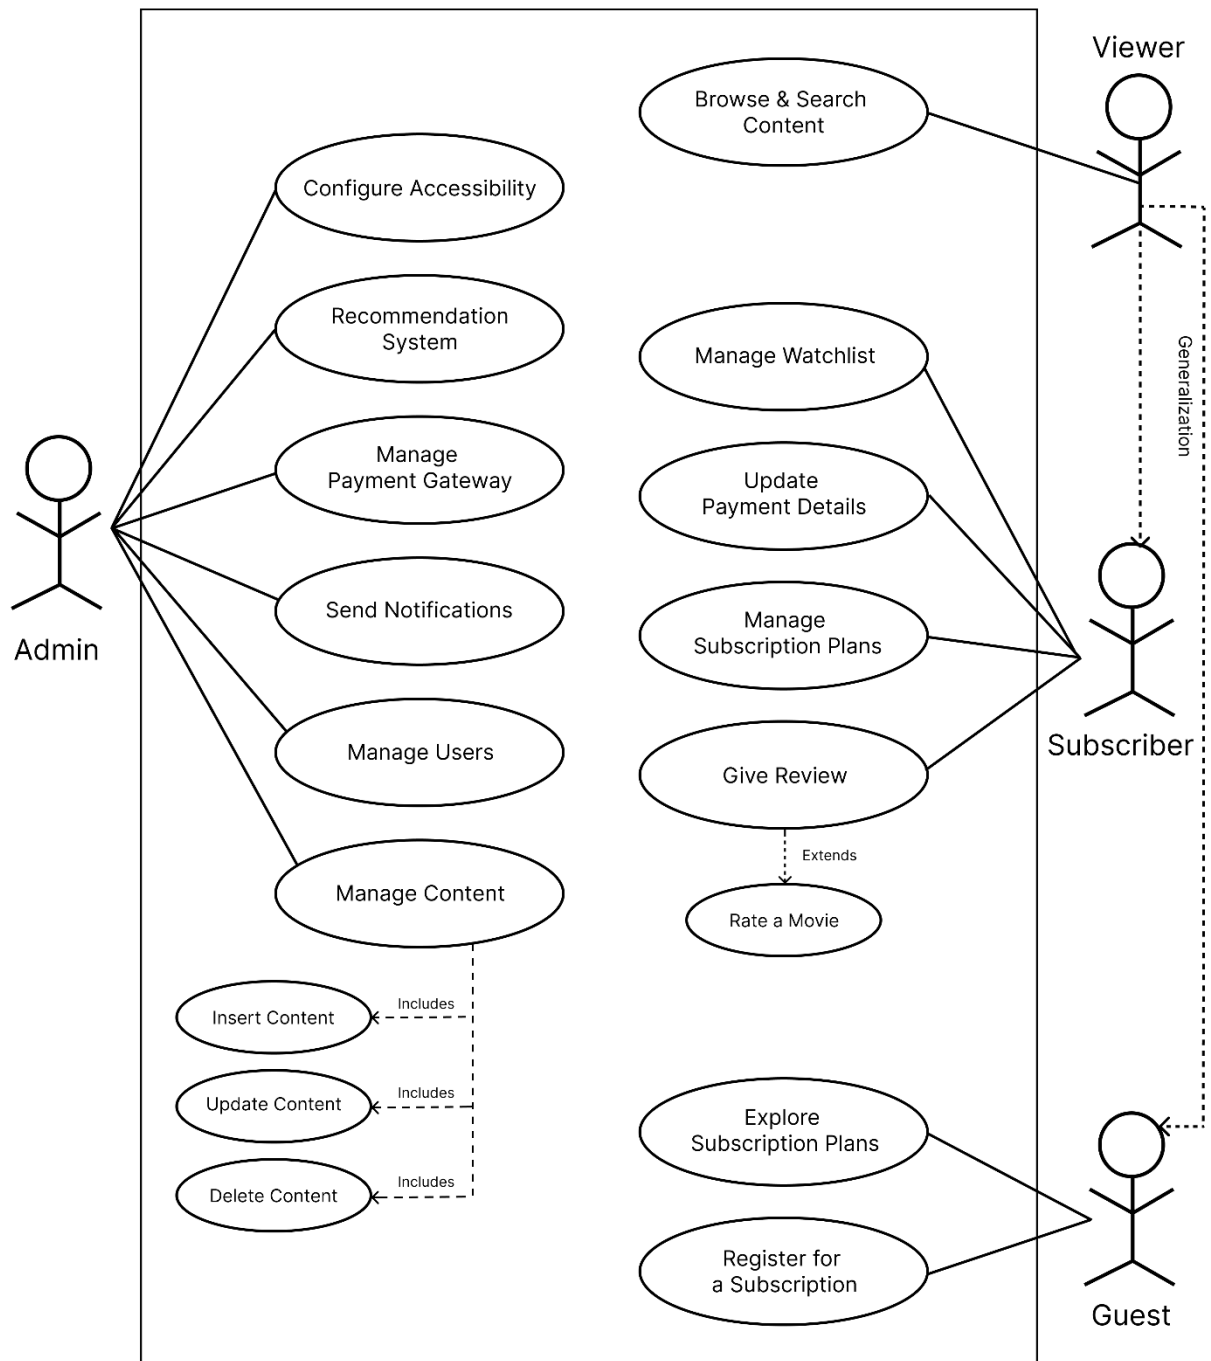 Viewer
Browse & Search
Content
Configure Accessibility
Recommendation
System
Manage Watchlist
Generalization
Manage
Payment Gateway
Update
Payment Details
Send Notifications
Manage
Subscription Plans
Admin
Subscriber
Manage Users
Give Review
Extends
Manage Content
Rate a Movie
Includes
Insert Content
Includes
Update Content
Includes
Delete Content
Explore
Subscription Plans
Register for
a Subscription
Guest